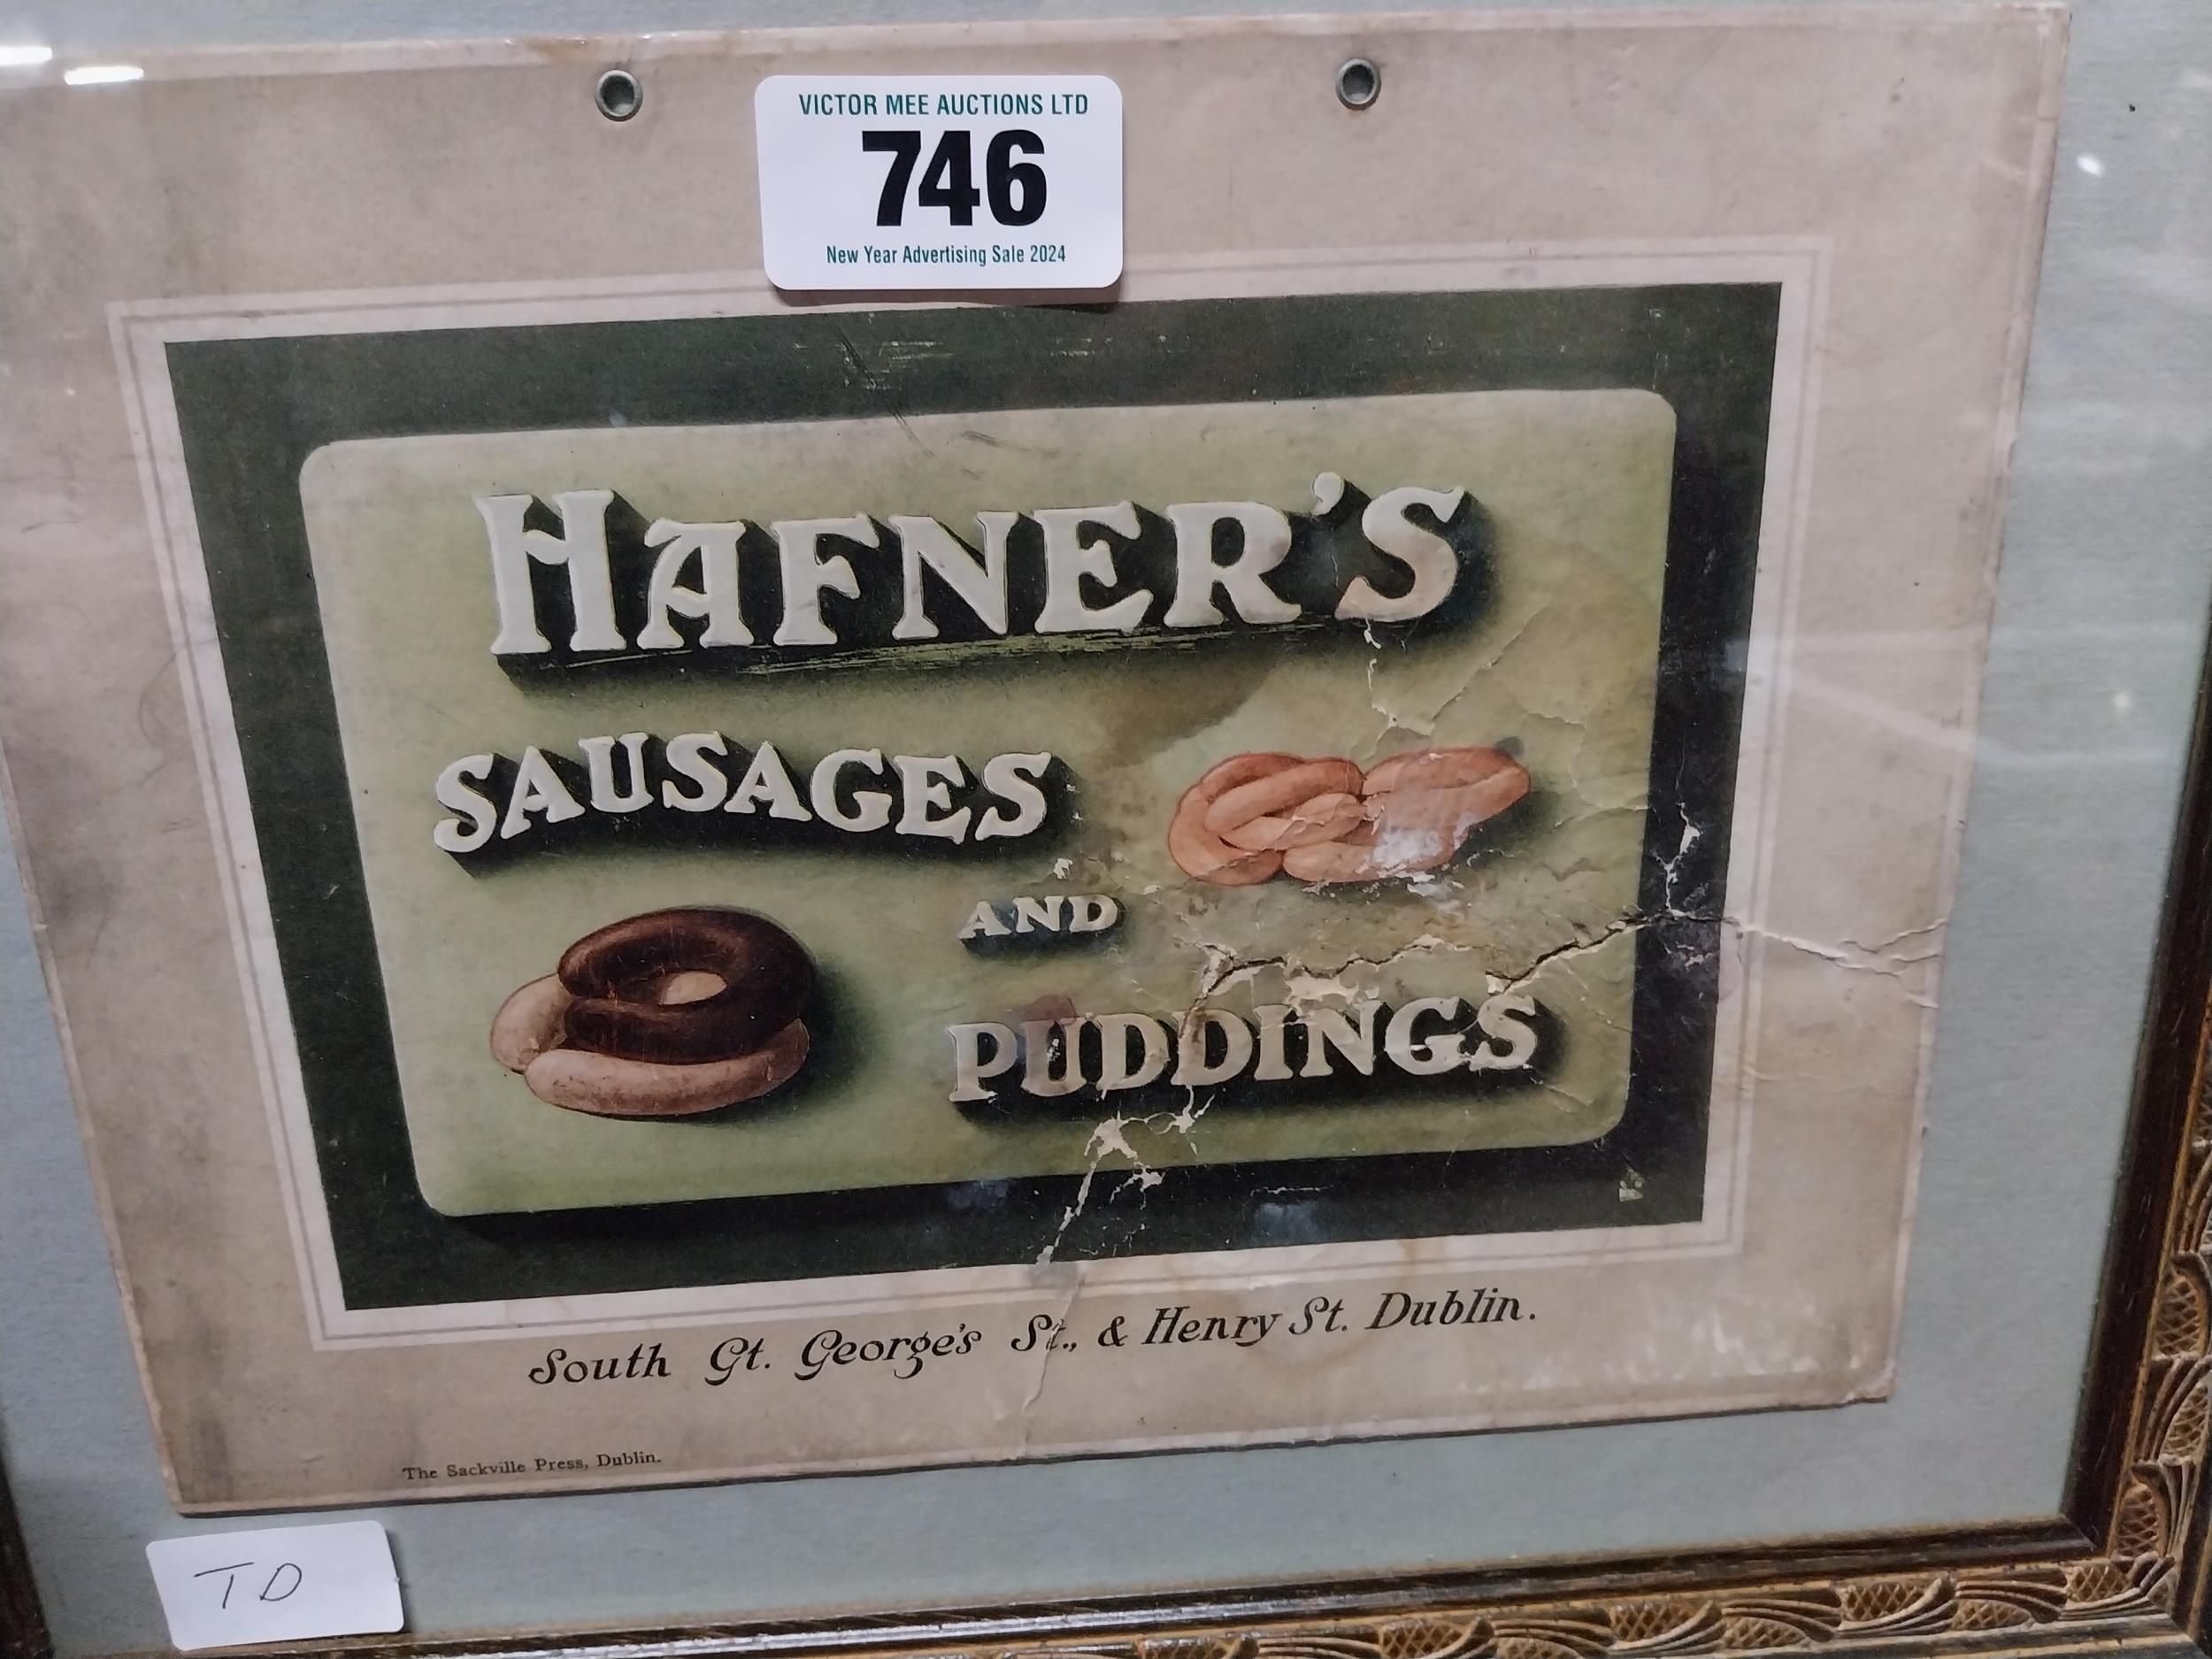 VICTOR MEE AUCTIONS LTD
746
New Year Advertising Sale 2024
HAFNER'S
SAUSAGES
AND
PUDDINGS
South Gt. George's St., & Henry St. Dublin.
The Sackville Press, Dublin.
TD